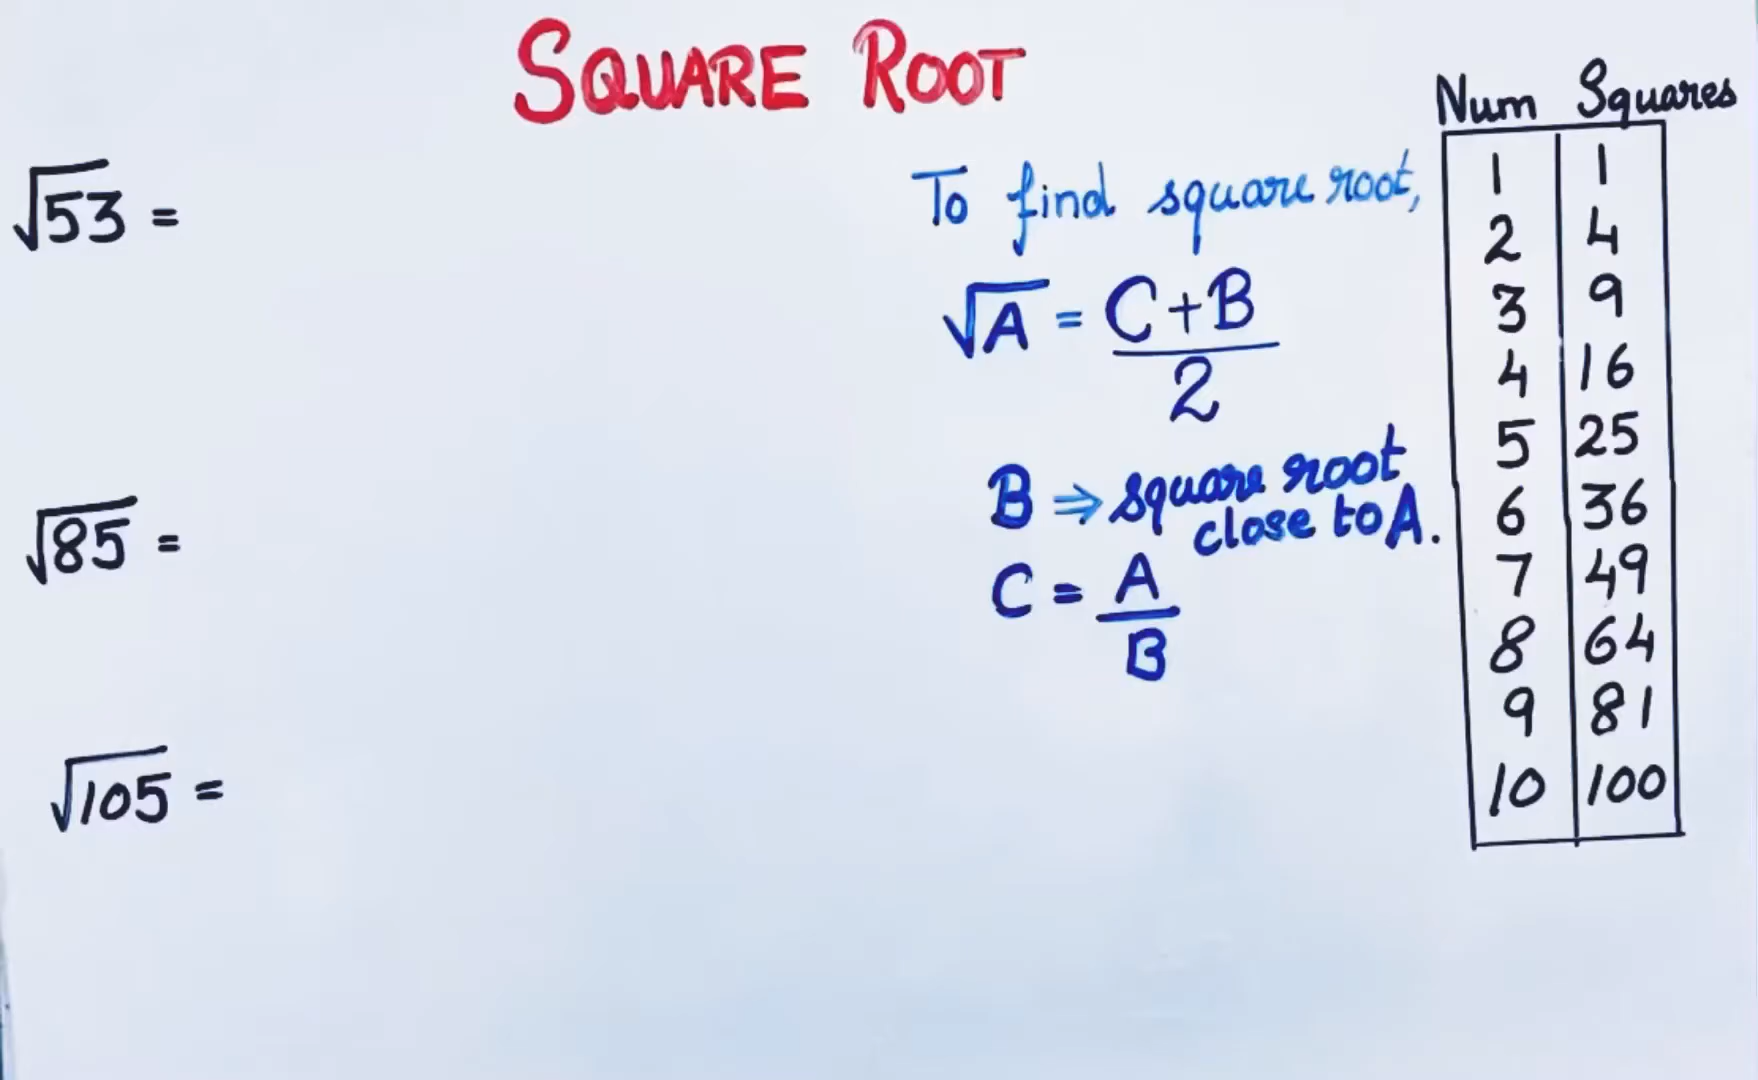 SQUARE ROOT
√53 =
√85 =
√105 =
To find square root,
√A = C+B
2
B ⇒ square root
close to A.
C = A
B
Num Squares
1 1
2 4
3 9
4 16
5 25
6 36
7 49
8 64
9 81
10 100